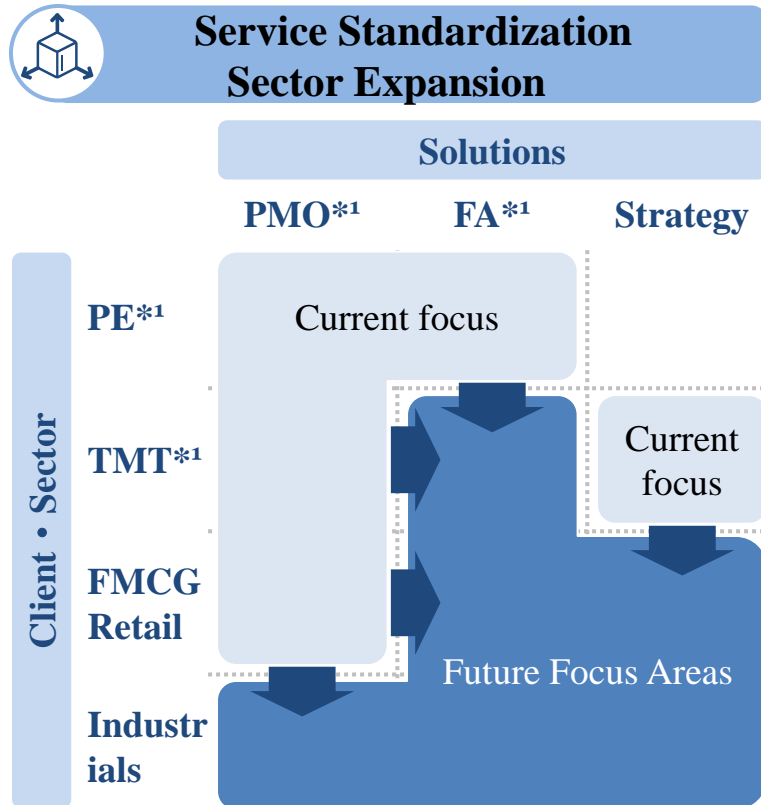 Service Standardization
Sector Expansion
Solutions
PMO*¹
FA*¹
Strategy
Client • Sector
PE*¹
Current focus
TMT*¹
Current
focus
FMCG
Retail
Future Focus Areas
Industr
ials